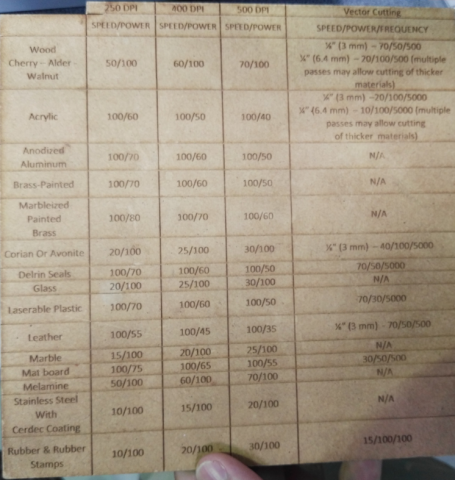 250 DPI 400 DPI 500 DPI Vector Cutting
SPEED/POWER SPEED/POWER SPEED/POWER SPEED/POWER/FREQUENCY
Wood
Cherry - Alder -
Walnut
50/100 60/100 70/100
⅛" (3 mm) – 70/50/500
¼" (6.4 mm) – 20/100/500 (multiple
passes may allow cutting of thicker
materials)
Acrylic 100/60 100/50 100/40
⅛" (3 mm) –20/100/5000
¼" (6.4 mm) – 10/100/5000 (multiple
passes may allow cutting
of thicker materials)
Anodized
Aluminum
100/70 100/60 100/50 N/A
Brass-Painted 100/70 100/60 100/50 N/A
Marbleized
Painted
Brass
100/80 100/70 100/60 N/A
Corian Or Avonite 20/100 25/100 30/100 ⅛" (3 mm) – 40/100/5000
Delrin Seals 100/70 100/60 100/50 70/50/5000
Glass 20/100 25/100 30/100 N/A
Laserable Plastic 100/70 100/60 100/50 70/30/5000
Leather 100/55 100/45 100/35 ⅛" (3 mm) - 70/50/500
Marble 15/100 20/100 25/100 N/A
Mat board 100/75 100/65 100/55 30/50/500
Melamine 50/100 60/100 70/100 N/A
Stainless Steel
With
Cerdec Coating
10/100 15/100 20/100 N/A
Rubber & Rubber
Stamps
10/100 20/100 30/100 15/100/100